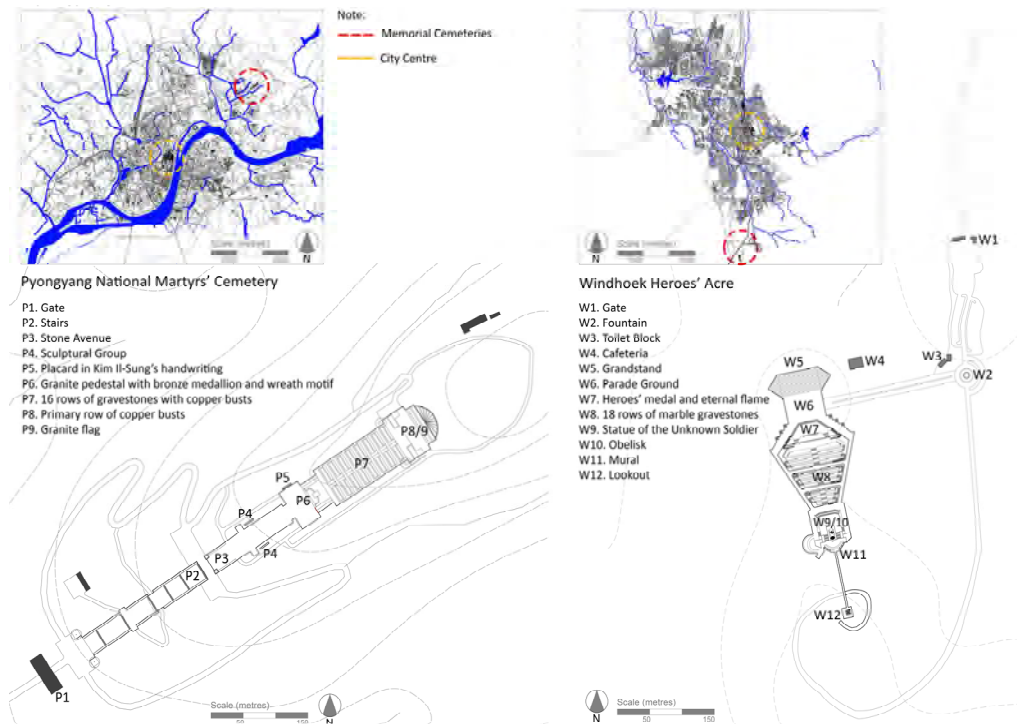 Note:
Memorial Cemeteries
City Centre
Scale (metres)
N
Scale (metres)
N
Pyongyang National Martyrs' Cemetery
P1. Gate
P2. Stairs
P3. Stone Avenue
P4. Sculptural Group
P5. Placard in Kim Il-Sung's handwriting
P6. Granite pedestal with bronze medallion and wreath motif
P7. 16 rows of gravestones with copper busts
P8. Primary row of copper busts
P9. Granite flag
P8/9
P7
P5
P6
P4
P3
P4
P2
P1
Scale (metres)
50 150
N
Windhoek Heroes' Acre
W1. Gate
W2. Fountain
W3. Toilet Block
W4. Cafeteria
W5. Grandstand
W6. Parade Ground
W7. Heroes' medal and eternal flame
W8. 18 rows of marble gravestones
W9. Statue of the Unknown Soldier
W10. Obelisk
W11. Mural
W12. Lookout
W1
W3
W5
W4
W2
W6
W7
W8
W9/10
W11
W12
Scale (metres)
50 150
N